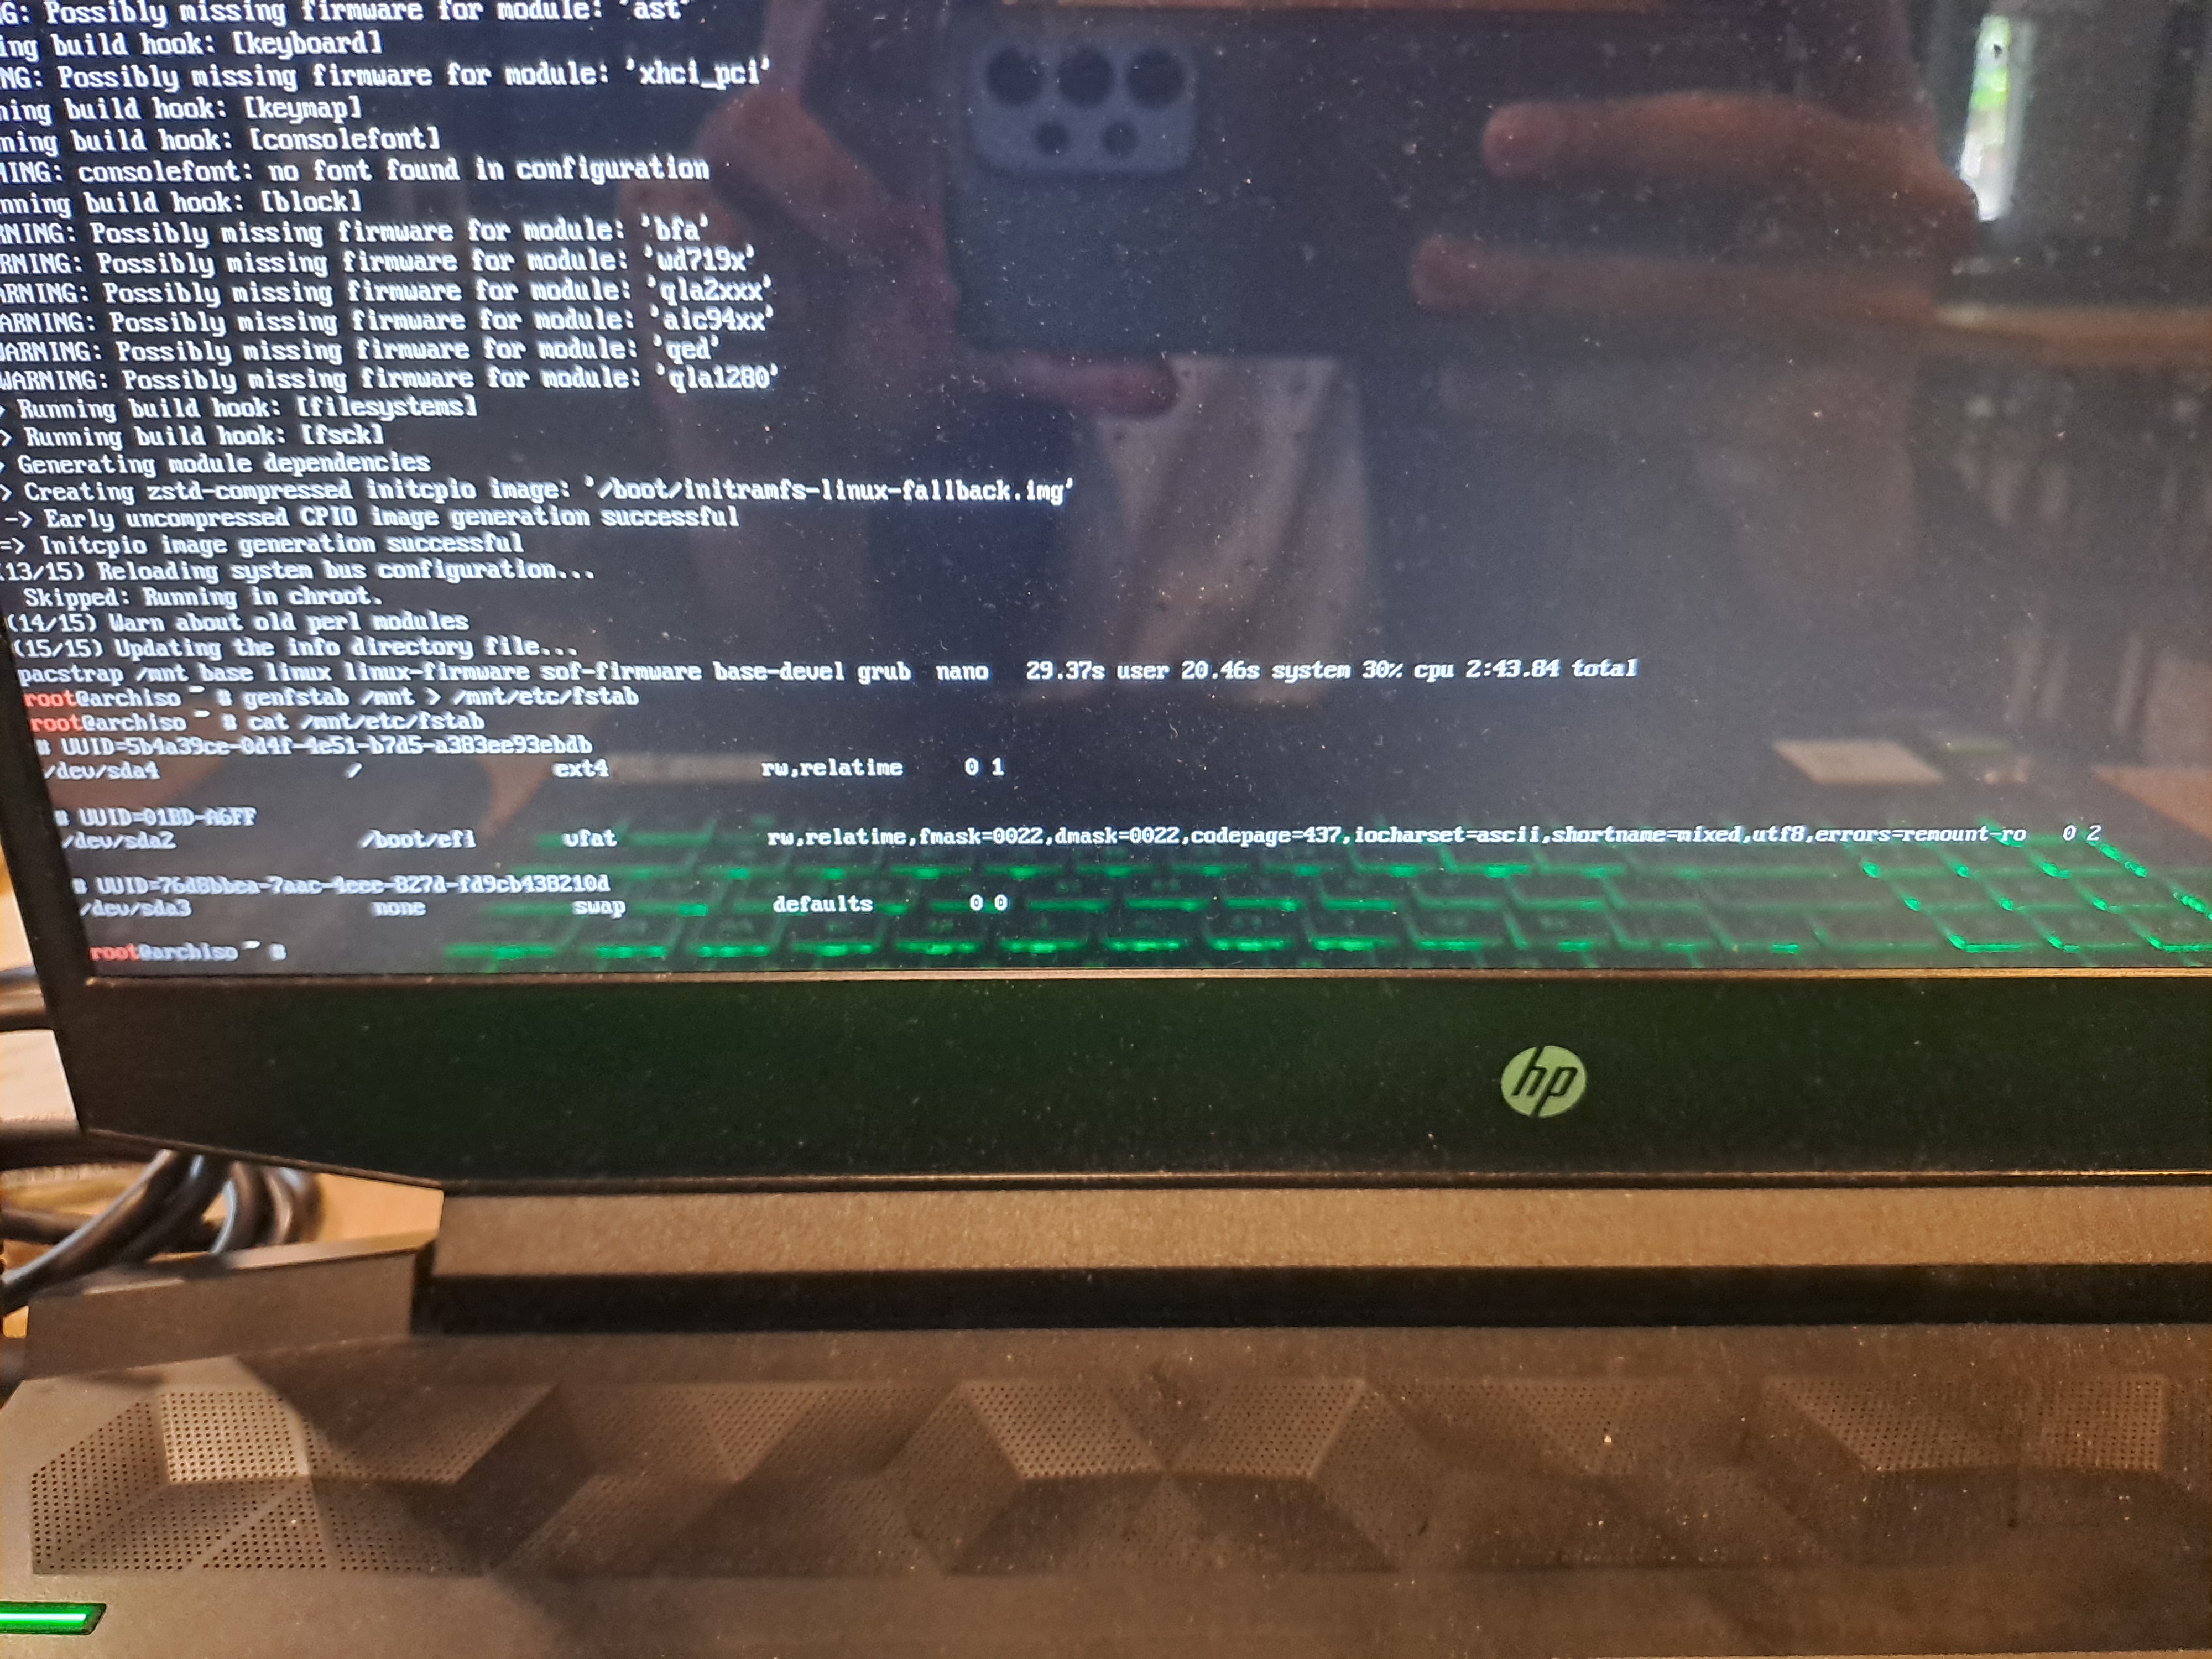 G: Possibly missing firmware for module: 'ast'
ing build hook: [keyboard]
NG: Possibly missing firmware for module: 'xhci_pci'
ning build hook: [keymap]
ning build hook: [consolefont]
NING: consolefont: no font found in configuration
nning build hook: [block]
RNING: Possibly missing firmware for module: 'bfa'
RNING: Possibly missing firmware for module: 'wd719x'
ARNING: Possibly missing firmware for module: 'qla2xxx'
ARNING: Possibly missing firmware for module: 'aic94xx'
WARNING: Possibly missing firmware for module: 'qed'
WARNING: Possibly missing firmware for module: 'qla1280'
> Running build hook: [filesystems]
> Running build hook: [fsck]
> Generating module dependencies
> Creating zstd-compressed initcpio image: '/boot/initramfs-linux-fallback.img'
-> Early uncompressed CPIO image generation successful
=> Initcpio image generation successful
(13/15) Reloading system bus configuration...
Skipped: Running in chroot.
(14/15) Warn about old perl modules
(15/15) Updating the info directory file...
pacstrap /mnt base linux linux-firmware sof-firmware base-devel grub nano 29.37s user 20.46s system 30% cpu 2:43.84 total
root@archiso ~ # genfstab /mnt > /mnt/etc/fstab
root@archiso ~ # cat /mnt/etc/fstab
# UUID=5b4a39ce-0d4f-4e51-b7d5-a383ee93ebdb
/dev/sda4 / ext4 rw,relatime 0 1
# UUID=01BD-A6FF
/dev/sda2 /boot/efi vfat rw,relatime,fmask=0022,dmask=0022,codepage=437,iocharset=ascii,shortname=mixed,utf8,errors=remount-ro 0 2
# UUID=76d8bbea-7aac-4eee-827d-fd9cb438210d
/dev/sda3 none swap defaults 0 0
root@archiso ~ #
hp